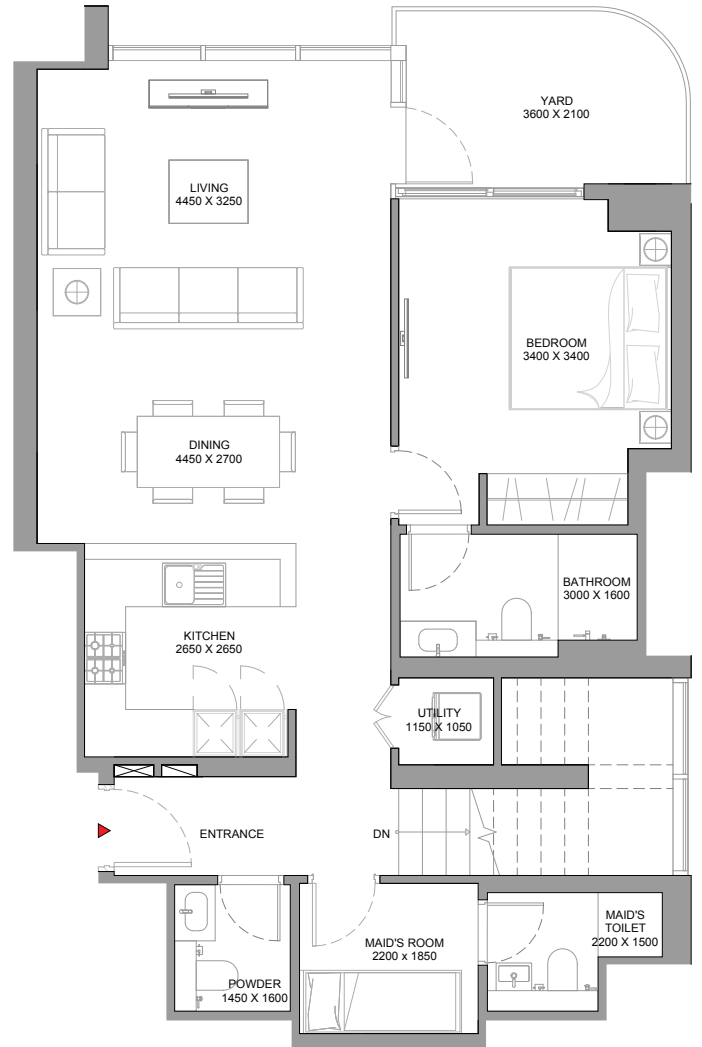 YARD
3600 X 2100
LIVING
4450 X 3250
BEDROOM
3400 X 3400
DINING
4450 X 2700
BATHROOM
3000 X 1600
KITCHEN
2650 X 2650
UTILITY
1150 X 1050
ENTRANCE
DN
MAID'S
TOILET
2200 X 1500
MAID'S ROOM
2200 x 1850
POWDER
1450 X 1600